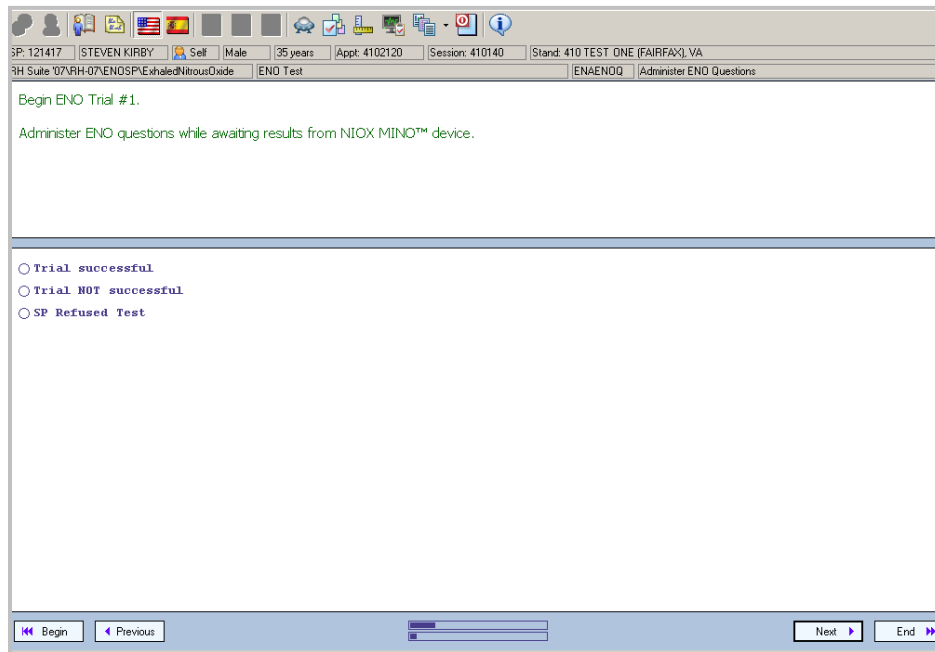 SP: 121417 STEVEN KIRBY Self Male 35 years Appt: 4102120 Session: 410140 Stand: 410 TEST ONE (FAIRFAX), VA
RH Suite '07\RH-07\ENOSP\ExhaledNitrousOxide ENO Test ENAENOQ Administer ENO Questions
Begin ENO Trial #1.
Administer ENO questions while awaiting results from NIOX MINO™ device.
Trial successful
Trial NOT successful
SP Refused Test
Begin Previous Next End